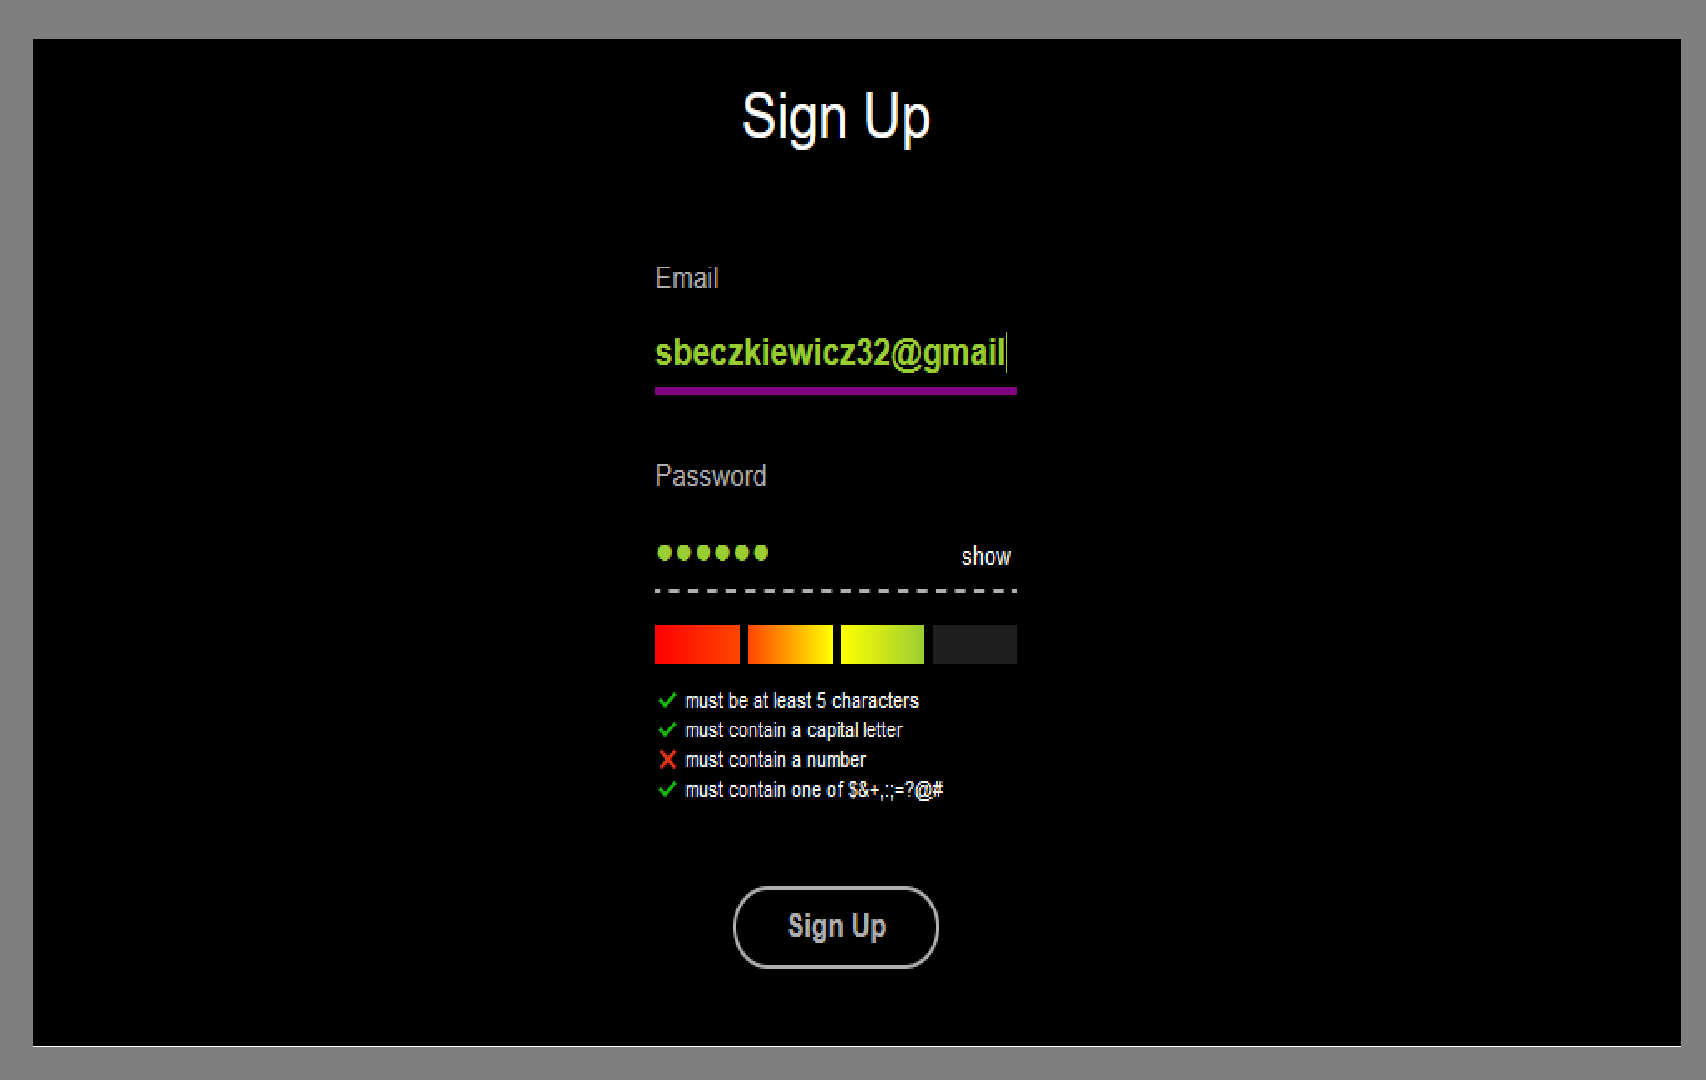 Sign Up
Email
sbeczkiewicz32@gmail
Password
●●●●●● show
must be at least 5 characters
must contain a capital letter
must contain a number
must contain one of $&+,:;=?@#
Sign Up